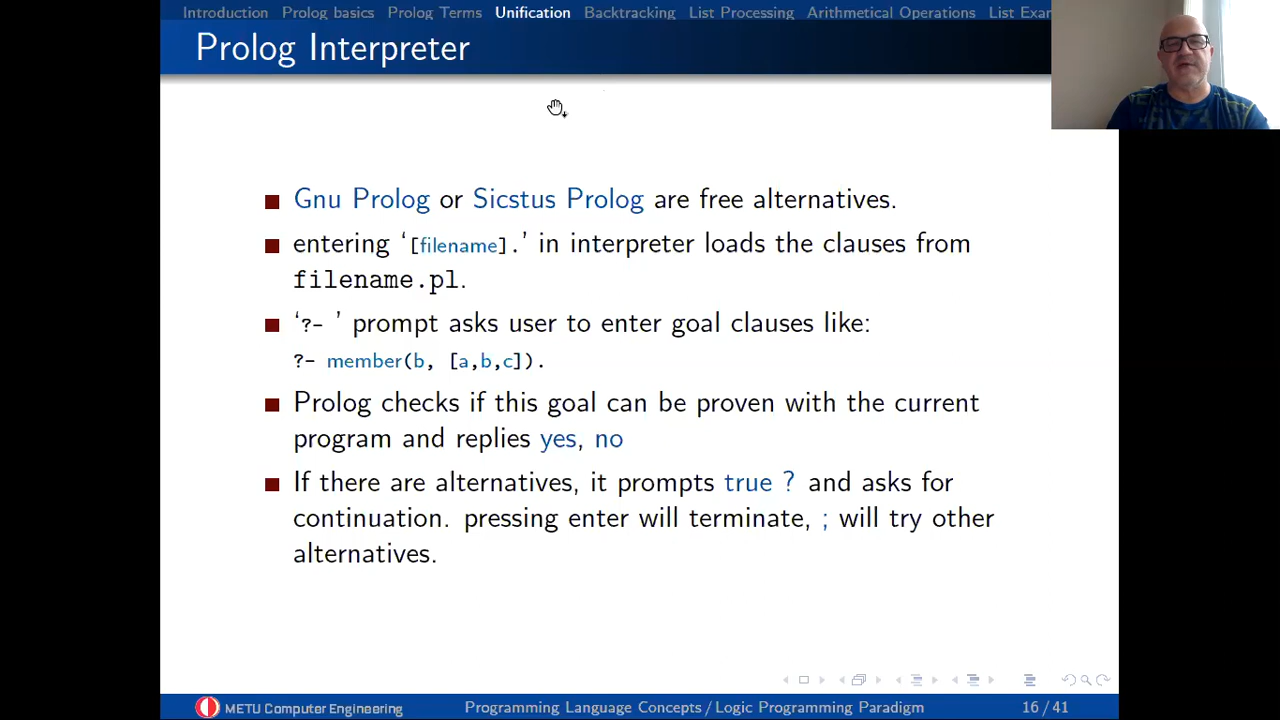 Introduction Prolog basics Prolog Terms Unification Backtracking List Processing Arithmetical Operations List Exar
Prolog Interpreter
Gnu Prolog or Sicstus Prolog are free alternatives.
entering ‘[filename].’ in interpreter loads the clauses from
filename.pl.
‘?- ’ prompt asks user to enter goal clauses like:
?- member(b, [a,b,c]).
Prolog checks if this goal can be proven with the current
program and replies yes, no
If there are alternatives, it prompts true ? and asks for
continuation. pressing enter will terminate, ; will try other
alternatives.
METU Computer Engineering Programming Language Concepts/Logic Programming Paradigm 16/41